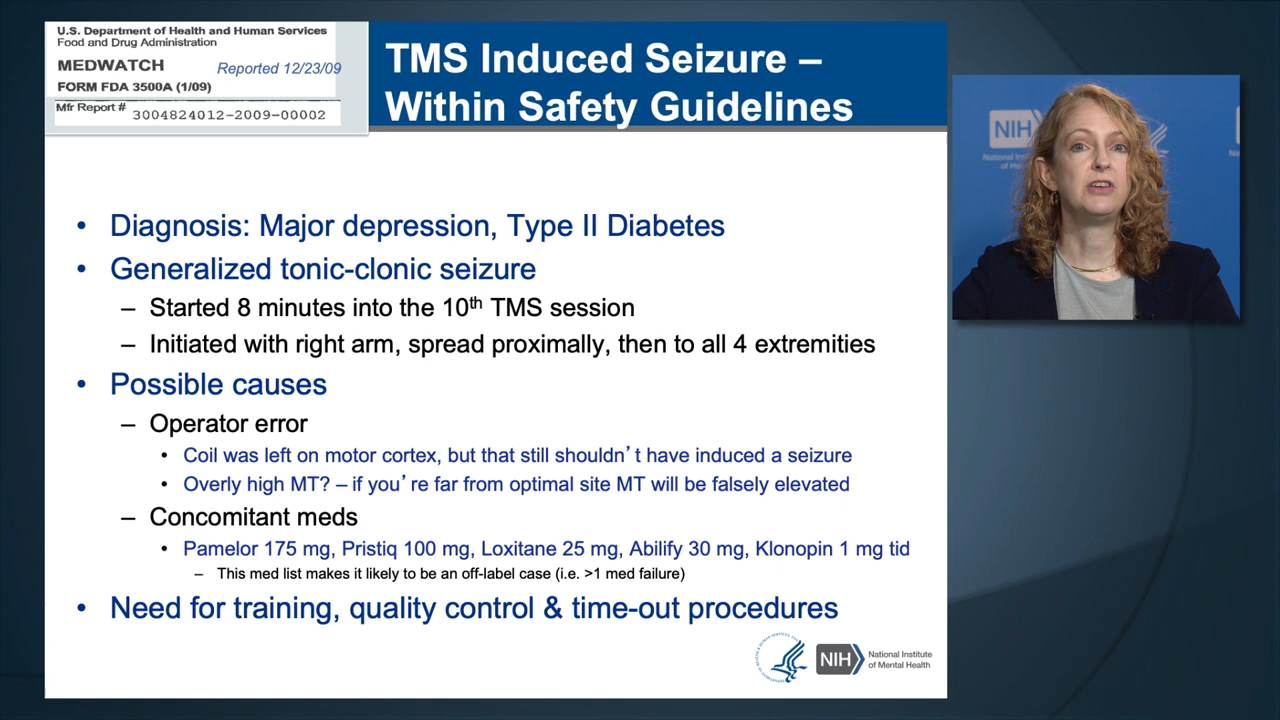 U.S. Department of Health and Human Services
Food and Drug Administration
MEDWATCH
Reported 12/23/09
FORM FDA 3500A (1/09)
Mfr Report #
3004824012-2009-00002
TMS Induced Seizure –
Within Safety Guidelines
• Diagnosis: Major depression, Type II Diabetes
• Generalized tonic-clonic seizure
– Started 8 minutes into the 10th TMS session
– Initiated with right arm, spread proximally, then to all 4 extremities
• Possible causes
– Operator error
• Coil was left on motor cortex, but that still shouldn’t have induced a seizure
• Overly high MT? – if you’re far from optimal site MT will be falsely elevated
– Concomitant meds
• Pamelor 175 mg, Pristiq 100 mg, Loxitane 25 mg, Abilify 30 mg, Klonopin 1 mg tid
– This med list makes it likely to be an off-label case (i.e. >1 med failure)
• Need for training, quality control & time-out procedures
NIH
National Institute
of Mental Health
NIH
National
of